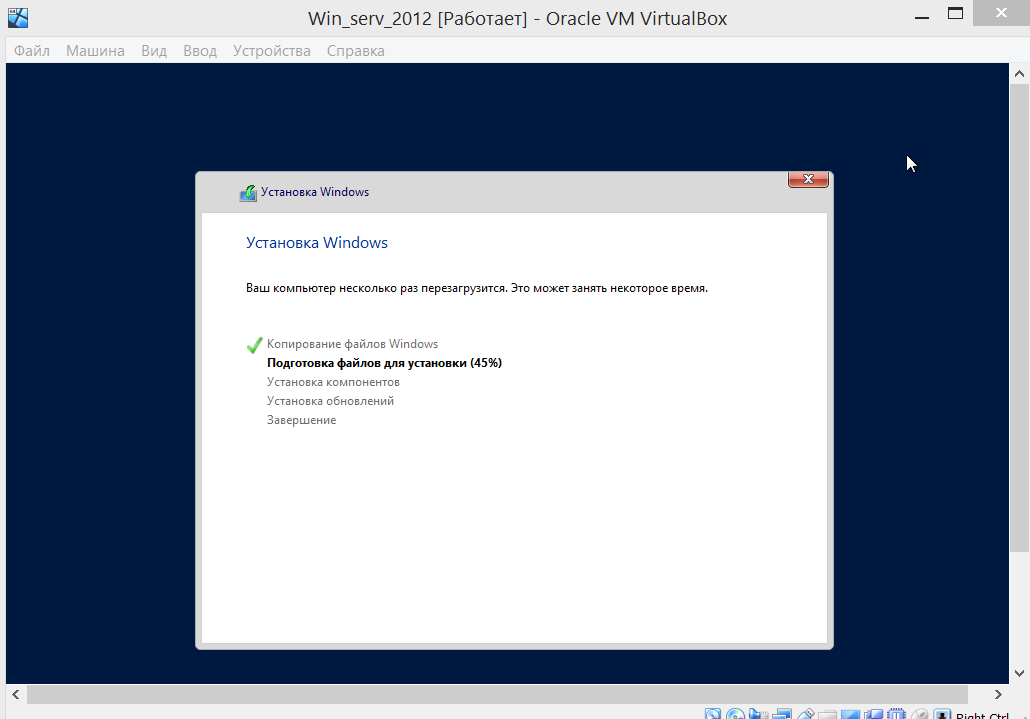 Win_serv_2012 [Работает] - Oracle VM VirtualBox
Файл Машина Вид Ввод Устройства Справка
Установка Windows
Установка Windows
Ваш компьютер несколько раз перезагрузится. Это может занять некоторое время.
Копирование файлов Windows
Подготовка файлов для установки (45%)
Установка компонентов
Установка обновлений
Завершение
Right Ctrl